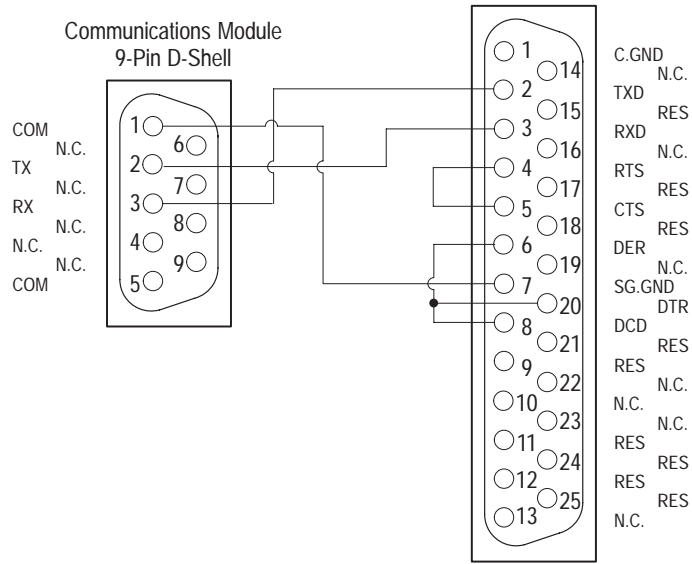 Communications Module
9-Pin D-Shell
COM
N.C.
TX
N.C.
RX
N.C.
N.C.
N.C.
COM
1
6
2
7
3
8
4
9
5
1
14
2
15
3
16
4
17
5
18
6
19
7
20
8
21
9
22
10
23
11
24
12
25
13
C.GND
N.C.
TXD
RES
RXD
N.C.
RTS
RES
CTS
RES
DER
N.C.
SG.GND
DTR
DCD
RES
RES
N.C.
N.C.
N.C.
RES
RES
RES
RES
N.C.